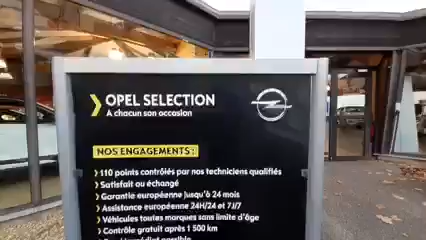 OPEL SELECTION
A chacun son occasion
NOS ENGAGEMENTS :
110 points contrôlés par nos techniciens qualifiés
Satisfait ou échangé
Garantie européenne jusqu'à 24 mois
Assistance européenne 24H/24 et 7J/7
Véhicules toutes marques sans limite d'âge
Contrôle gratuit après 1 500 km